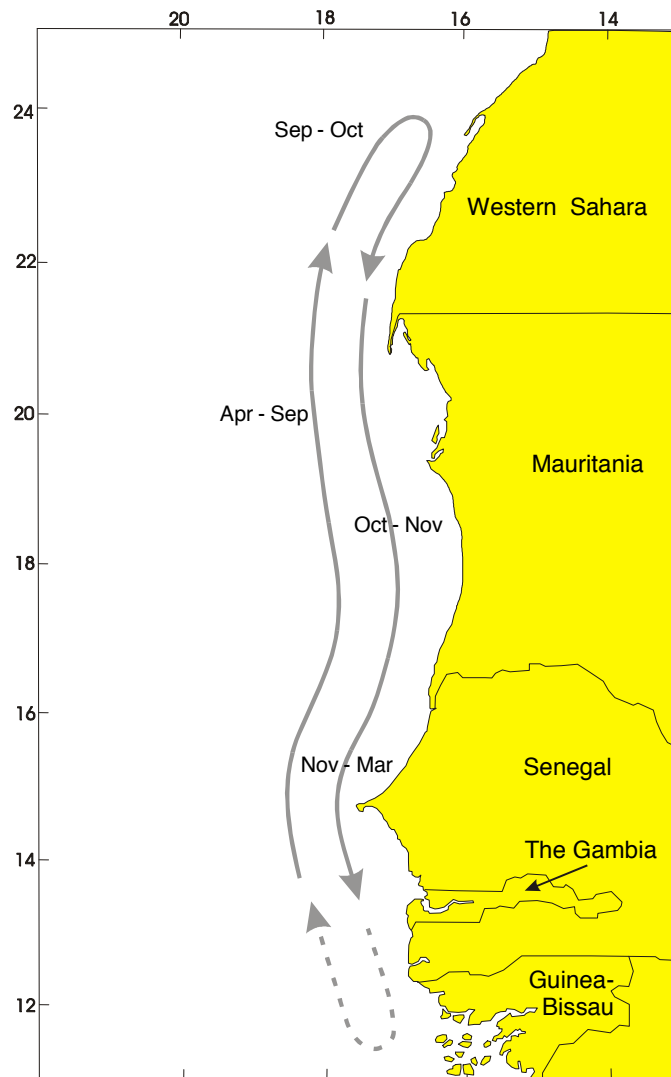 20 18 16 14
24
Sep - Oct
Western Sahara
22
20
Apr - Sep
Mauritania
Oct - Nov
18
16
Nov - Mar
Senegal
The Gambia
14
Guinea-
Bissau
12